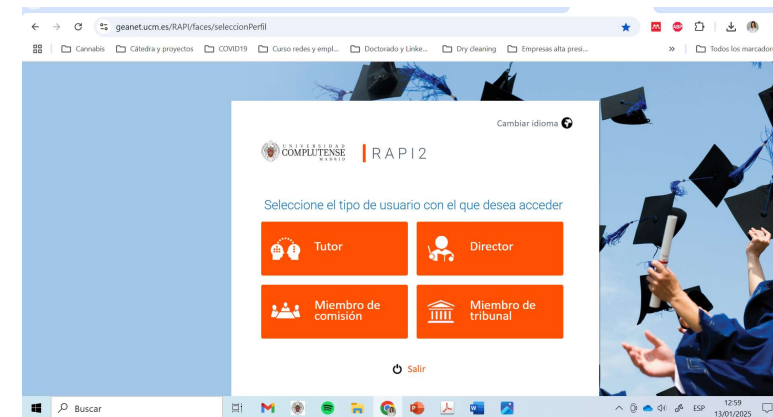 geanet.ucm.es/RAPI/faces/seleccionPerfil
Cannabis Cátedra y proyectos COVID19 Curso redes y empl... Doctorado y Linke... Dry cleaning Empresas alta presi... » Todos los marcadore
Cambiar idioma
UNIVERSIDAD
COMPLUTENSE
MADRID
RAPI2
Seleccione el tipo de usuario con el que desea acceder
Tutor
Director
Miembro de
comisión
Miembro de
tribunal
Salir
Buscar
ESP
12:59
13/01/2025